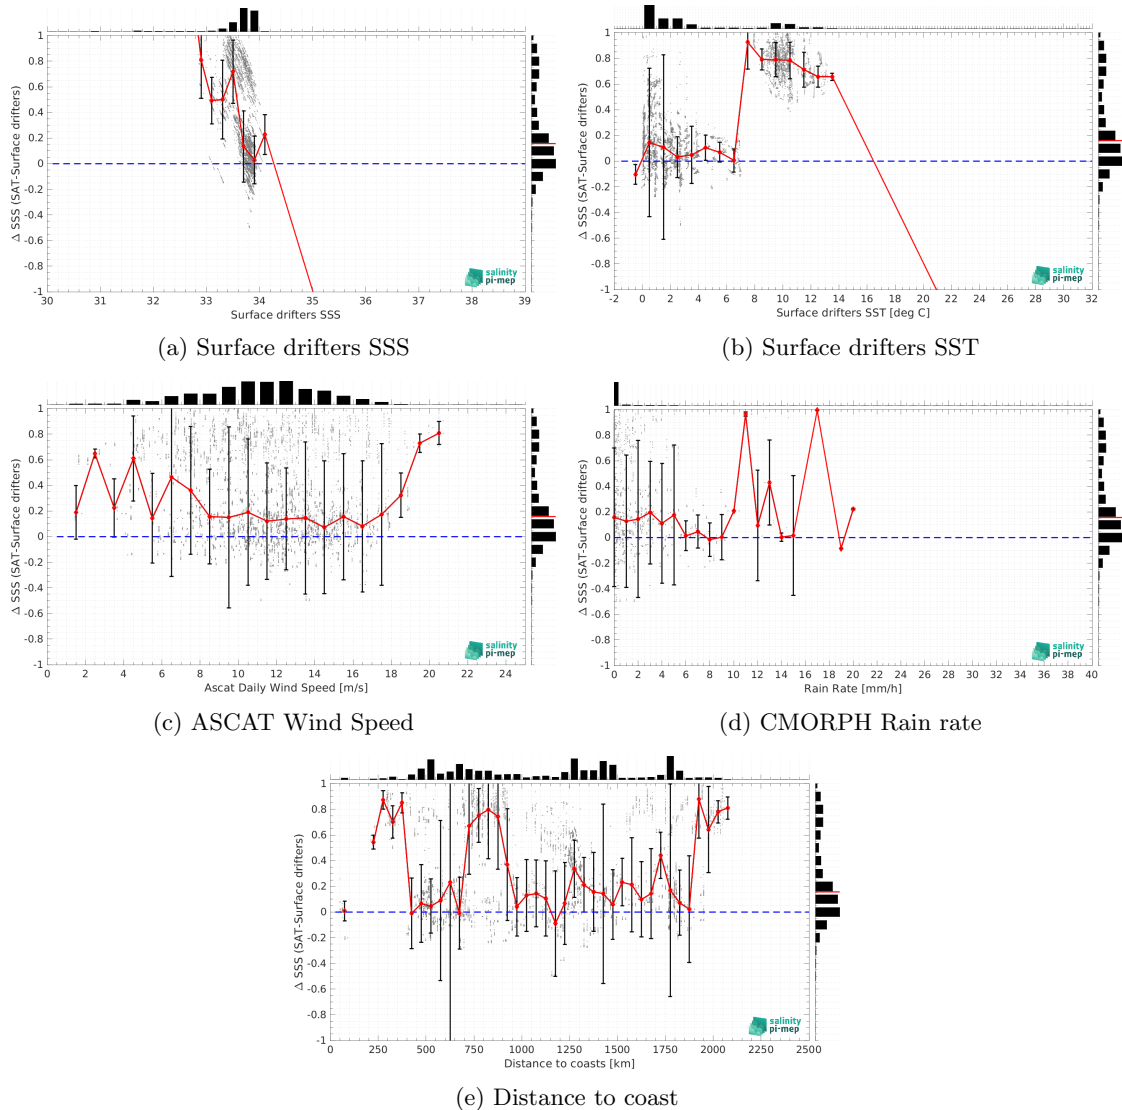 1
0.8
0.6
0.4
0.2
0
-0.2
-0.4
-0.6
-0.8
-1
Δ SSS (SAT-Surface drifters)
30 31 32 33 34 35 36 37 38 39
Surface drifters SSS
salinity
pi-mep
(a) Surface drifters SSS
1
0.8
0.6
0.4
0.2
0
-0.2
-0.4
-0.6
-0.8
-1
Δ SSS (SAT-Surface drifters)
-2 0 2 4 6 8 10 12 14 16 18 20 22 24 26 28 30 32
Surface drifters SST [deg C]
salinity
pi-mep
(b) Surface drifters SST
1
0.8
0.6
0.4
0.2
0
-0.2
-0.4
-0.6
-0.8
-1
Δ SSS (SAT-Surface drifters)
0 2 4 6 8 10 12 14 16 18 20 22 24
Ascat Daily Wind Speed [m/s]
salinity
pi-mep
(c) ASCAT Wind Speed
1
0.8
0.6
0.4
0.2
0
-0.2
-0.4
-0.6
-0.8
-1
Δ SSS (SAT-Surface drifters)
0 2 4 6 8 10 12 14 16 18 20 22 24 26 28 30 32 34 36 38 40
Rain Rate [mm/h]
salinity
pi-mep
(d) CMORPH Rain rate
1
0.8
0.6
0.4
0.2
0
-0.2
-0.4
-0.6
-0.8
-1
Δ SSS (SAT-Surface drifters)
0 250 500 750 1000 1250 1500 1750 2000 2250 2500
Distance to coasts [km]
salinity
pi-mep
(e) Distance to coast